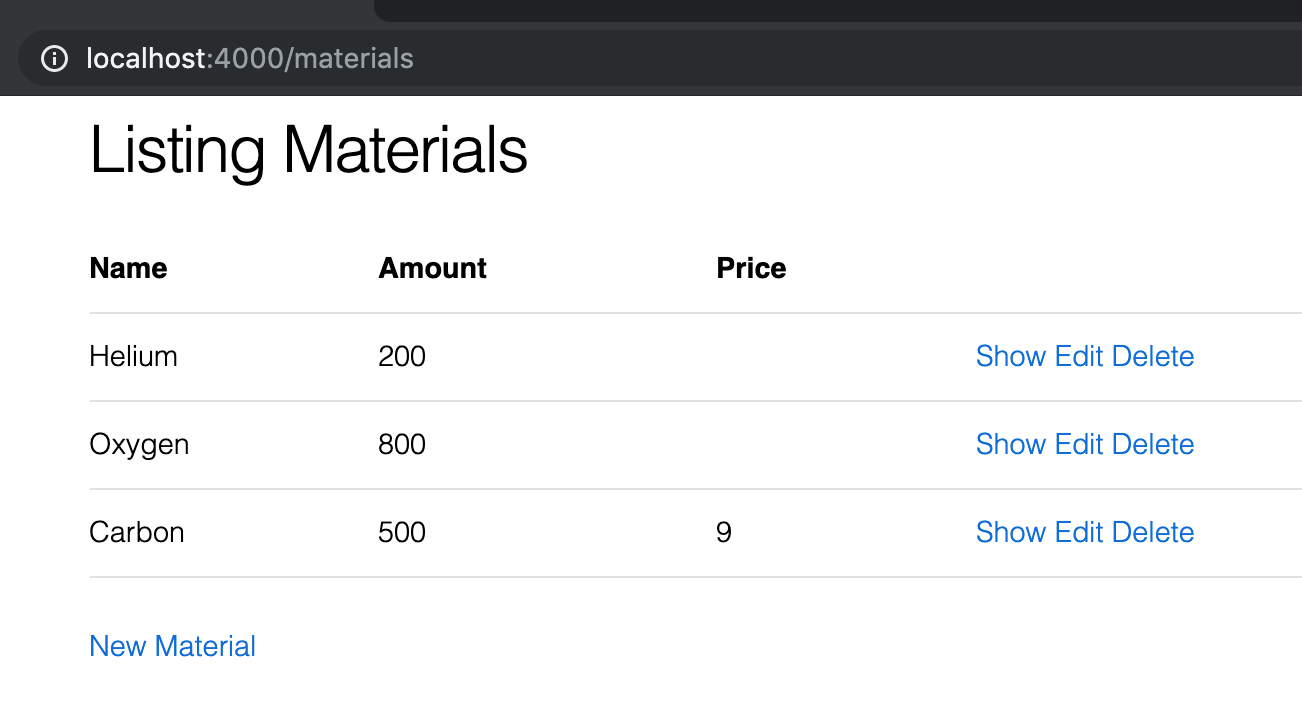 localhost:4000/materials
Listing Materials
Name Amount Price
Helium 200 Show Edit Delete
Oxygen 800 Show Edit Delete
Carbon 500 9 Show Edit Delete
New Material